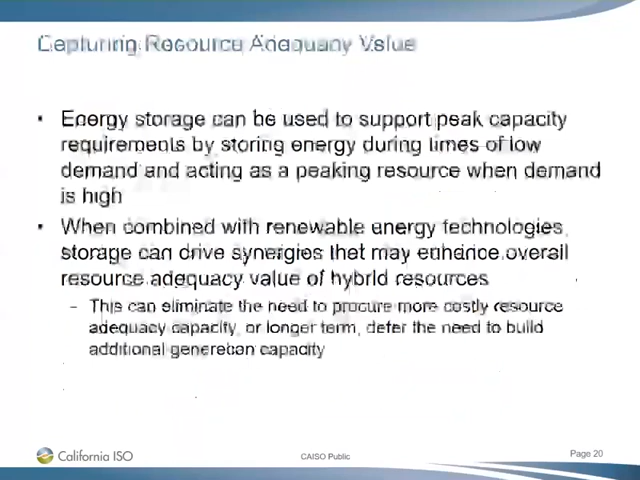 Capturing Resource Adequacy Value
• Energy storage can be used to support peak capacity
requirements by storing energy during times of low
demand and acting as a peaking resource when demand
is high
• When combined with renewable energy technologies,
storage can drive synergies that may enhance overall
resource adequacy value of hybrid resources
– This can eliminate the need to procure more costly resource
adequacy capacity, or longer term, defer the need to build
additional generation capacity
California ISO
CAISO Public
Page 20